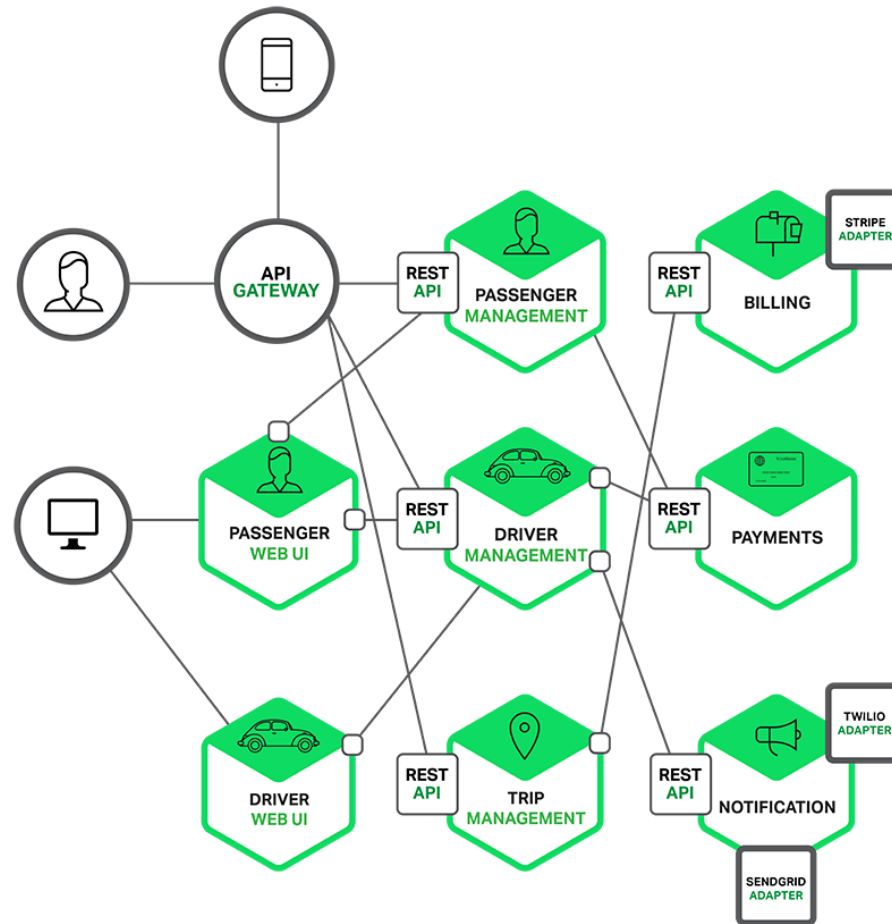 API
GATEWAY
REST
API
PASSENGER
MANAGEMENT
REST
API
BILLING
STRIPE
ADAPTER
PASSENGER
WEB UI
REST
API
DRIVER
MANAGEMENT
REST
API
PAYMENTS
DRIVER
WEB UI
REST
API
TRIP
MANAGEMENT
REST
API
NOTIFICATION
TWILIO
ADAPTER
SENDGRID
ADAPTER